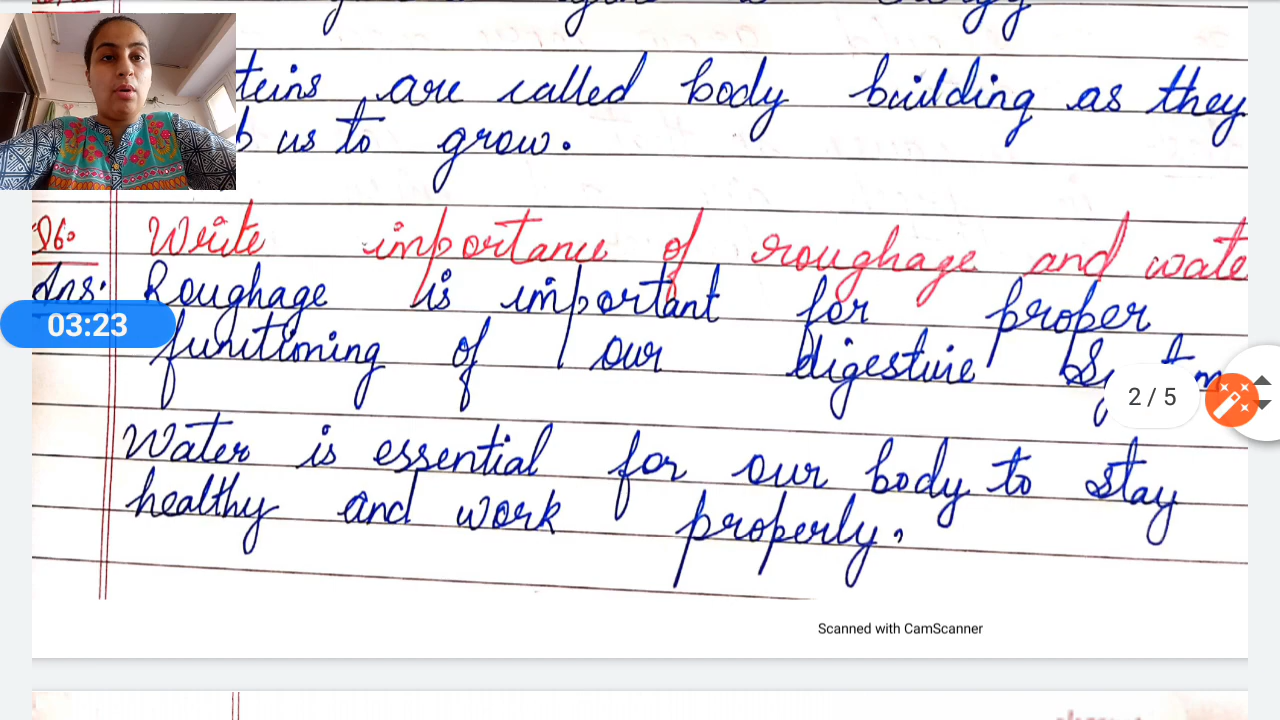 energy
teins are called body building as they
us to grow.
Q6. Write importance of roughage and wate
Ans. Roughage is important for proper
03:23
functioning of our digestive
2 / 5
Water is essential for our body to stay
healthy and work properly.
Scanned with CamScanner